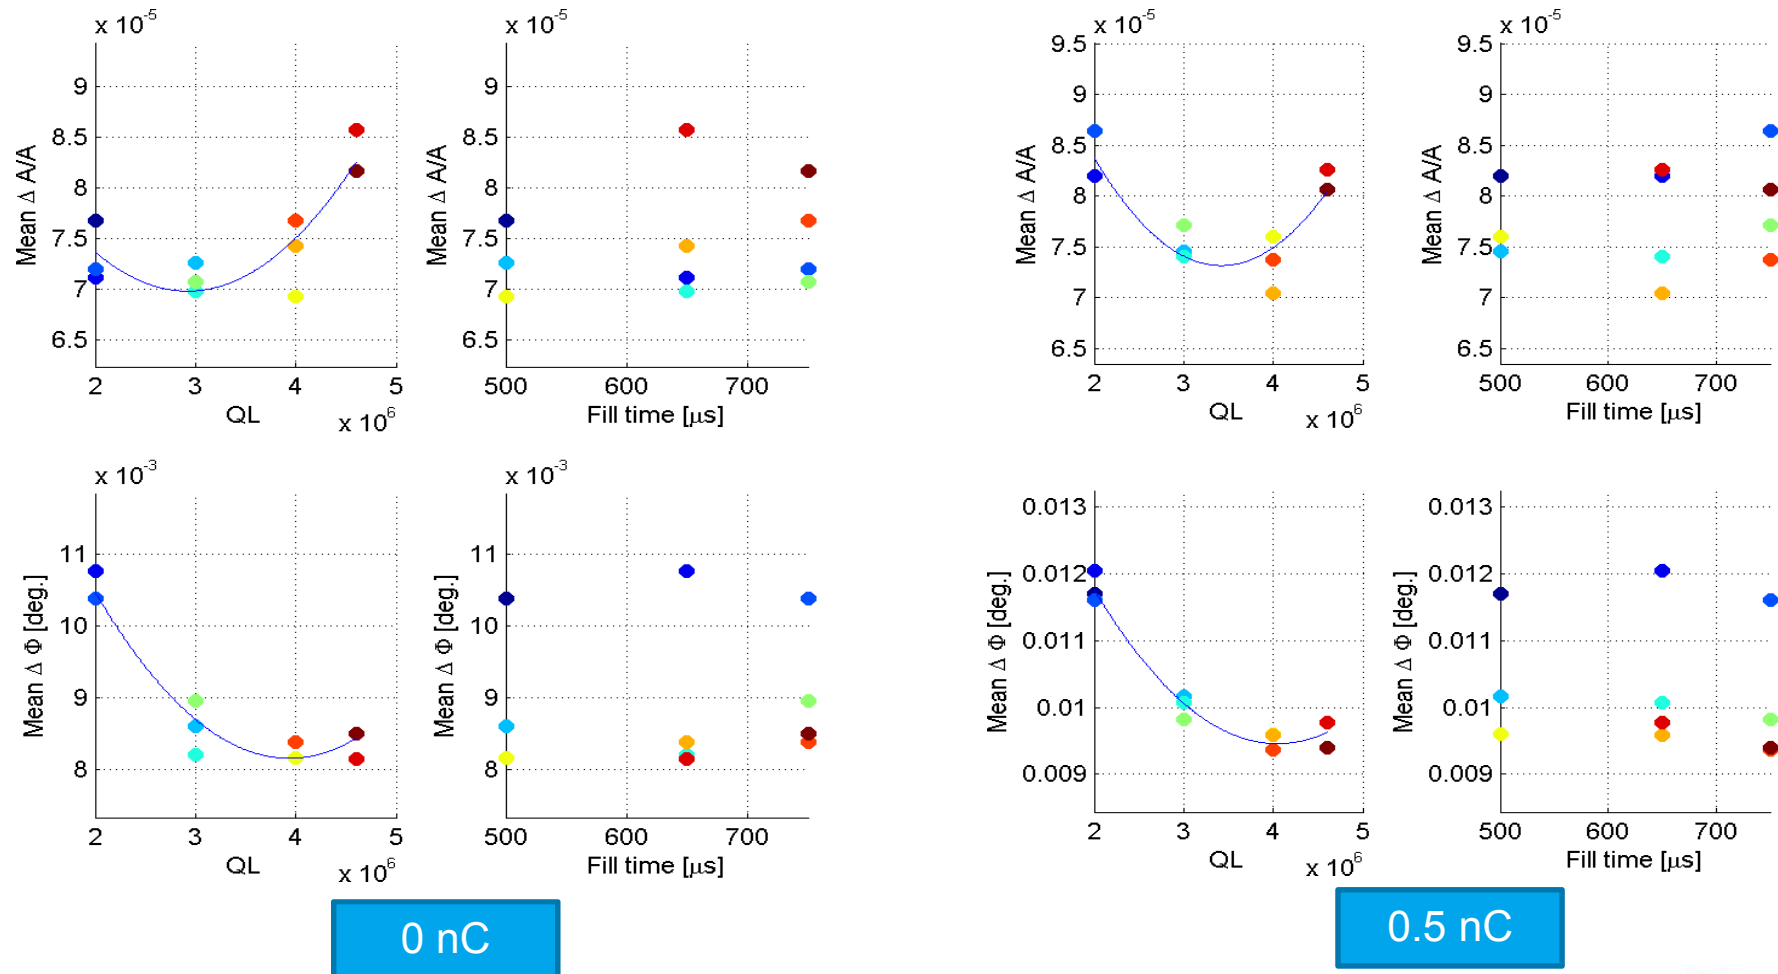 x 10^-5
9
8.5
8
7.5
7
6.5
Mean Δ A/A
2 3 4 5
QL
x 10^6
x 10^-5
9
8.5
8
7.5
7
6.5
Mean Δ A/A
500 600 700
Fill time [μs]
x 10^-5
9.5
9
8.5
8
7.5
7
6.5
Mean Δ A/A
2 3 4 5
QL
x 10^6
x 10^-5
9.5
9
8.5
8
7.5
7
6.5
Mean Δ A/A
500 600 700
Fill time [μs]
x 10^-3
11
10
9
8
Mean Δ Φ [deg.]
2 3 4 5
QL
x 10^6
x 10^-3
11
10
9
8
Mean Δ Φ [deg.]
500 600 700
Fill time [μs]
0.013
0.012
0.011
0.01
0.009
Mean Δ Φ [deg.]
2 3 4 5
QL
x 10^6
0.013
0.012
0.011
0.01
0.009
Mean Δ Φ [deg.]
500 600 700
Fill time [μs]
0 nC
0.5 nC